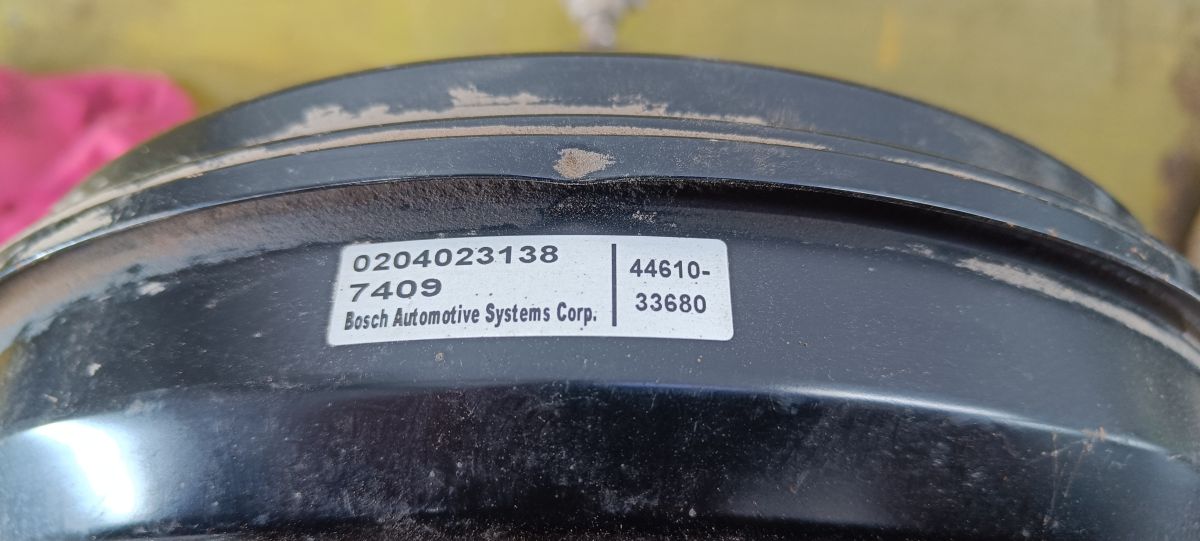 0204023138
7409
Bosch Automotive Systems Corp.
44610-
33680